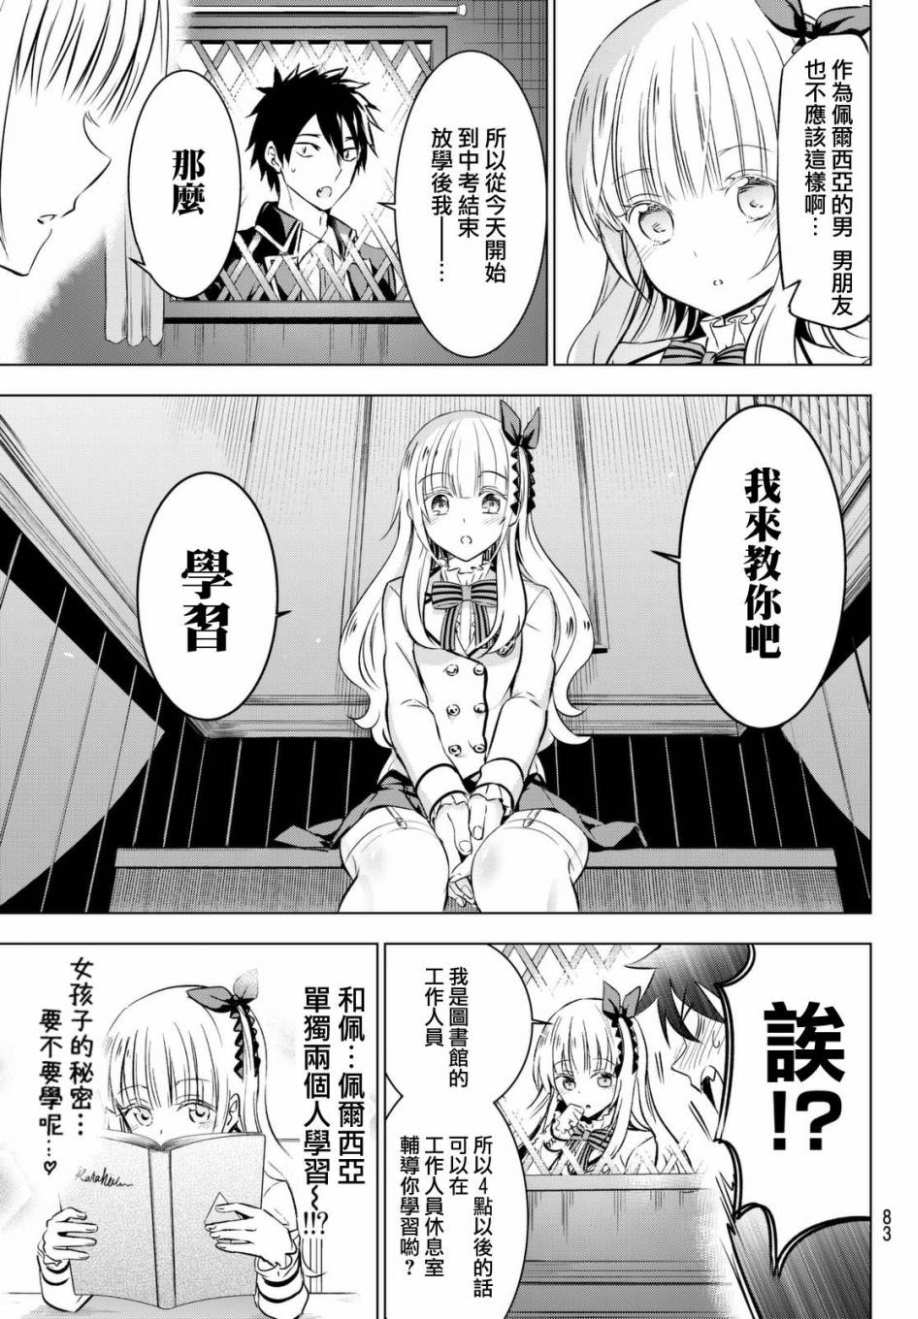 作為佩爾西亞的男 男朋友
也不應該這樣啊…
所以從今天開始
到中考結束
放學後我——…
那麼
我來教你吧
學習
誒!?
我是圖書館的
工作人員
所以4點以後的話
可以在
工作人員休息室
輔導你學習喲？
和佩…佩爾西亞
單獨兩個人學習～!!?
女孩子的秘密…
要不要學呢…♡
83